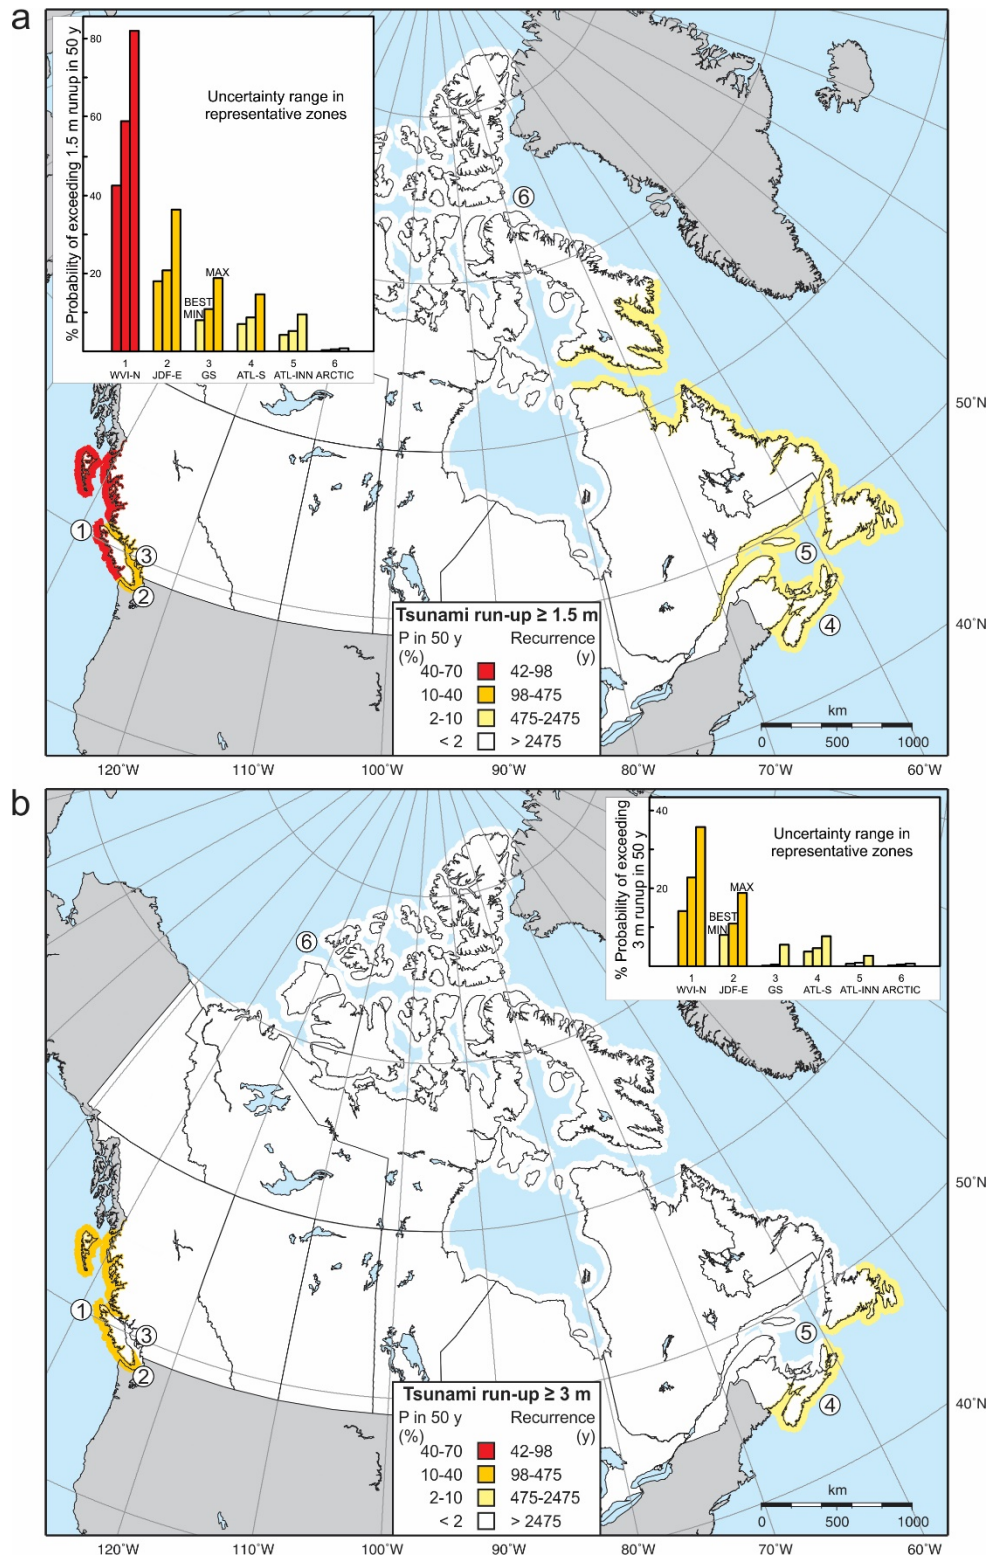 a
% Probability of exceeding 1.5 m runup in 50 y
80
60
40
20
Uncertainty range in
representative zones
MAX
BEST
MIN
1
2
3
4
5
6
WVI-N
JDF-E
GS
ATL-S
ATL-INN
ARCTIC
6
1
3
2
5
4
50°N
40°N
Tsunami run-up ≥ 1.5 m
P in 50 y
Recurrence
(%)
(y)
40-70
42-98
10-40
98-475
2-10
475-2475
< 2
> 2475
km
0
500
1000
120°W
110°W
100°W
90°W
80°W
70°W
60°W
b
% Probability of exceeding
3 m runup in 50 y
40
20
Uncertainty range in
representative zones
MAX
BEST
MIN
1
2
3
4
5
6
WVI-N
JDF-E
GS
ATL-S
ATL-INN
ARCTIC
6
1
3
2
5
4
50°N
40°N
Tsunami run-up ≥ 3 m
P in 50 y
Recurrence
(%)
(y)
40-70
42-98
10-40
98-475
2-10
475-2475
< 2
> 2475
km
0
500
1000
120°W
110°W
100°W
90°W
80°W
70°W
60°W